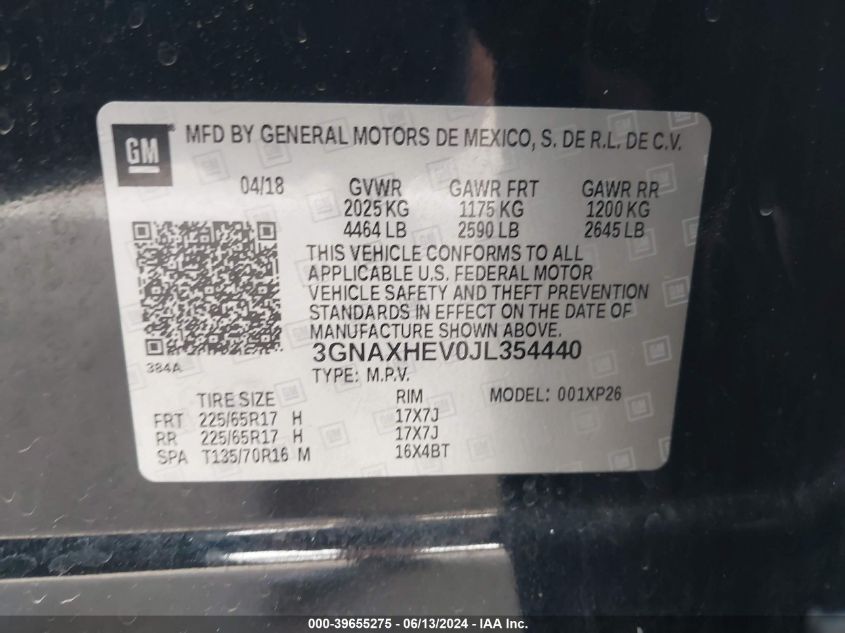 GM
MFD BY GENERAL MOTORS DE MEXICO, S. DE R.L. DE C.V.
04/18 GVWR GAWR FRT GAWR RR
2025 KG 1175 KG 1200 KG
4464 LB 2590 LB 2645 LB
THIS VEHICLE CONFORMS TO ALL
APPLICABLE U.S. FEDERAL MOTOR
VEHICLE SAFETY AND THEFT PREVENTION
STANDARDS IN EFFECT ON THE DATE OF
MANUFACTURE SHOWN ABOVE.
3GNAXHEV0JL354440
384A
TYPE: M.P.V.
TIRE SIZE RIM MODEL: 001XP26
FRT 225/65R17 H 17X7J
RR 225/65R17 H 17X7J
SPA T135/70R16 M 16X4BT
000-39655275 - 06/13/2024 - IAAI.com